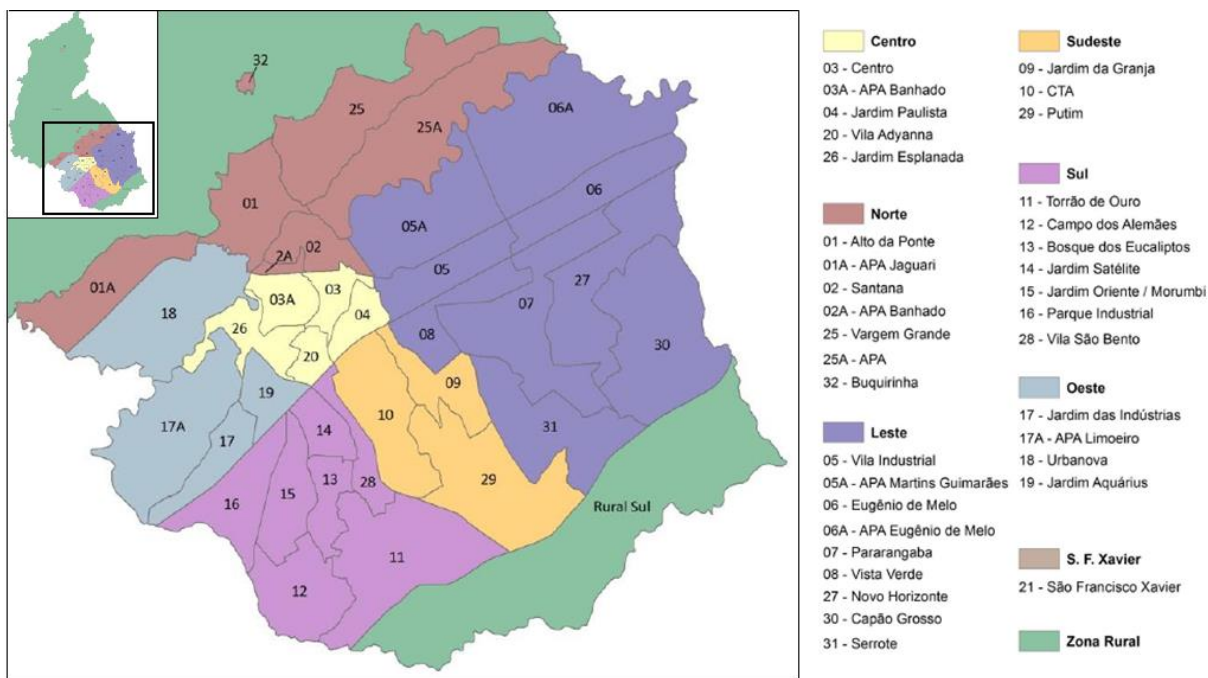 32
25
25A
06A
01
06
05A
02
2A
05
01A
03A
03
27
18
04
07
26
08
20
30
19
09
10
17A
14
31
17
13
28
29
15
16
Rural Sul
11
12
Centro
03 - Centro
03A - APA Banhado
04 - Jardim Paulista
20 - Vila Adyanna
26 - Jardim Esplanada
Norte
01 - Alto da Ponte
01A - APA Jaguari
02 - Santana
02A - APA Banhado
25 - Vargem Grande
25A - APA
32 - Buquirinha
Leste
05 - Vila Industrial
05A - APA Martins Guimarães
06 - Eugênio de Melo
06A - APA Eugênio de Melo
07 - Pararangaba
08 - Vista Verde
27 - Novo Horizonte
30 - Capão Grosso
31 - Serrote
Sudeste
09 - Jardim da Granja
10 - CTA
29 - Putim
Sul
11 - Torrão de Ouro
12 - Campo dos Alemães
13 - Bosque dos Eucaliptos
14 - Jardim Satélite
15 - Jardim Oriente / Morumbi
16 - Parque Industrial
28 - Vila São Bento
Oeste
17 - Jardim das Indústrias
17A - APA Limoeiro
18 - Urbanova
19 - Jardim Aquárius
S. F. Xavier
21 - São Francisco Xavier
Zona Rural